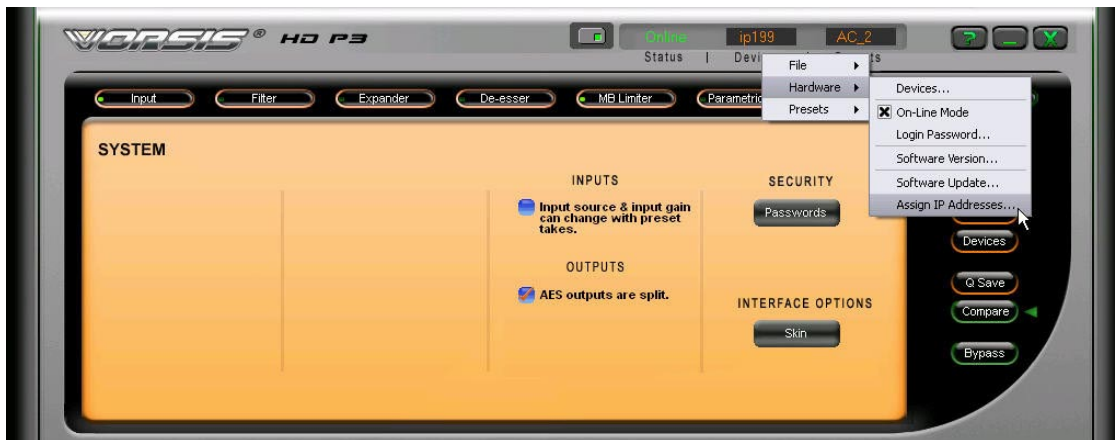 VORSIS® HD P3
Online ip199 AC_2
Status | Devi
Input Filter Expander De-esser MB Limiter Parametric
File
Hardware
Presets
Devices...
On-Line Mode
Login Password...
Software Version...
Software Update...
Assign IP Addresses...
SYSTEM
INPUTS
Input source & input gain
can change with preset
takes.
OUTPUTS
AES outputs are split.
SECURITY
Passwords
INTERFACE OPTIONS
Skin
Devices
Q Save
Compare
Bypass
? _ X